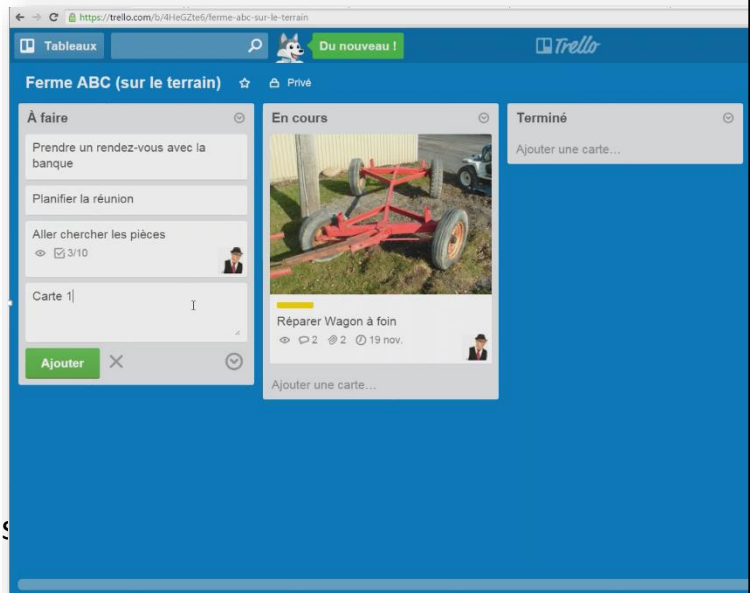 https://trello.com/b/4HeGZte6/ferme-abc-sur-le-terrain
Tableaux
Du nouveau !
Trello
Ferme ABC (sur le terrain)
Privé
À faire
Prendre un rendez-vous avec la
banque
Planifier la réunion
Aller chercher les pièces
3/10
Carte 1
Ajouter
En cours
Réparer Wagon à foin
2 2 19 nov.
Ajouter une carte...
Terminé
Ajouter une carte...